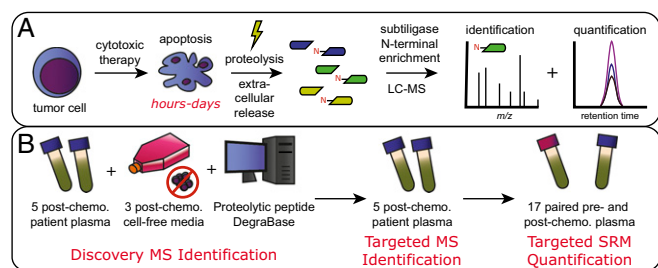 A
cytotoxic
therapy
tumor cell
apoptosis
hours-days
proteolysis
extra-
cellular
release
N
N
N
subtiligase
N-terminal
enrichment
LC-MS
identification
N
m/z
+
quantification
retention time
B
5 post-chemo.
patient plasma
+
3 post-chemo.
cell-free media
+
Proteolytic peptide
DegraBase
Discovery MS Identification
5 post-chemo.
patient plasma
Targeted MS
Identification
17 paired pre- and
post-chemo. plasma
Targeted SRM
Quantification